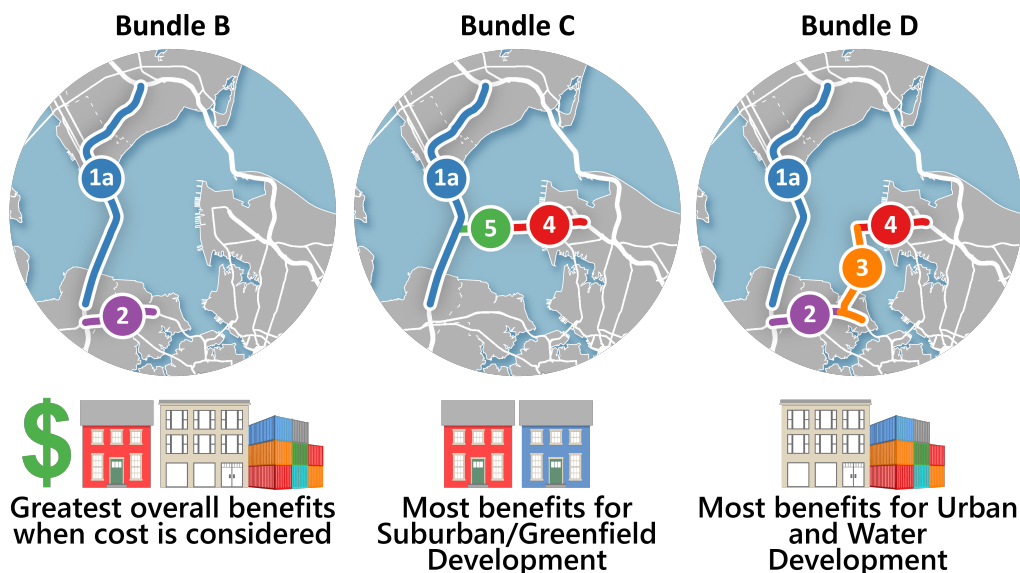 Bundle B
Bundle C
Bundle D
1a
2
1a
5
4
1a
4
3
2
$
Greatest overall benefits
when cost is considered
Most benefits for
Suburban/Greenfield
Development
Most benefits for Urban
and Water
Development